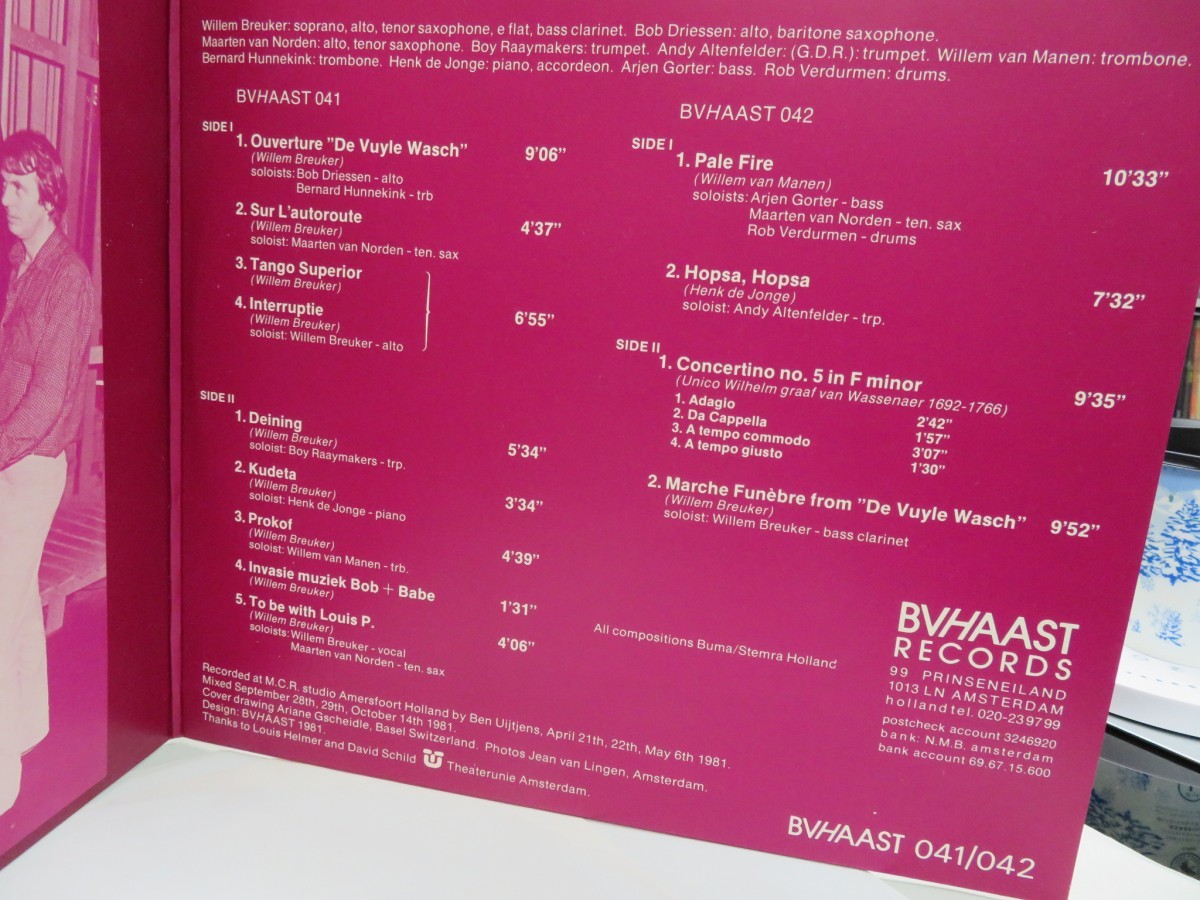 Willem Breuker: soprano, alto, tenor saxophone, e flat, bass clarinet. Bob Driessen: alto, baritone saxophone.
Maarten van Norden: alto, tenor saxophone. Boy Raaymakers: trumpet. Andy Altenfelder: (G.D.R.): trumpet. Willem van Manen: trombone.
Bernard Hunnekink: trombone. Henk de Jonge: piano, accordeon. Arjen Gorter: bass. Rob Verdurmen: drums.
BVHAAST 041
SIDE I
1. Ouverture "De Vuyle Wasch" 9'06"
(Willem Breuker)
soloists: Bob Driessen - alto
Bernard Hunnekink - trb
2. Sur L'autoroute 4'37"
(Willem Breuker)
soloist: Maarten van Norden - ten. sax
3. Tango Superior
(Willem Breuker)
4. Interruptie 6'55"
(Willem Breuker)
soloist: Willem Breuker - alto
SIDE II
1. Deining
(Willem Breuker)
soloist: Boy Raaymakers - trp. 5'34"
2. Kudeta
(Willem Breuker)
soloist: Henk de Jonge - piano 3'34"
3. Prokof
(Willem Breuker)
soloist: Willem van Manen - trb. 4'39"
4. Invasie muziek Bob + Babe
(Willem Breuker) 1'31"
5. To be with Louis P.
(Willem Breuker)
soloists: Willem Breuker - vocal 4'06"
Maarten van Norden - ten. sax
BVHAAST 042
SIDE I
1. Pale Fire 10'33"
(Willem van Manen)
soloists: Arjen Gorter - bass
Maarten van Norden - ten. sax
Rob Verdurmen - drums
2. Hopsa, Hopsa 7'32"
(Henk de Jonge)
soloist: Andy Altenfelder - trp.
SIDE II
1. Concertino no. 5 in F minor 9'35"
(Unico Wilhelm graaf van Wassenaer 1692-1766)
1. Adagio 2'42"
2. Da Cappella 1'57"
3. A tempo commodo 3'07"
4. A tempo giusto 1'30"
2. Marche Funèbre from "De Vuyle Wasch" 9'52"
(Willem Breuker)
soloist: Willem Breuker - bass clarinet
All compositions Buma/Stemra Holland
BVHAAST
RECORDS
99 PRINSENEILAND
1013 LN AMSTERDAM
holland tel. 020-239799
postcheck account 3246920
bank: N.M.B. amsterdam
bank account 69.67.15.600
Recorded at M.C.R. studio Amersfoort Holland by Ben Uijtjens, April 21th, 22th, May 6th 1981.
Mixed September 28th, 29th, October 14th 1981.
Cover drawing Ariane Gscheidle, Basel Switzerland. Photos Jean van Lingen, Amsterdam.
Design: BVHAAST 1981.
Thanks to Louis Helmer and David Schild Theaterunie Amsterdam.
BVHAAST 041/042